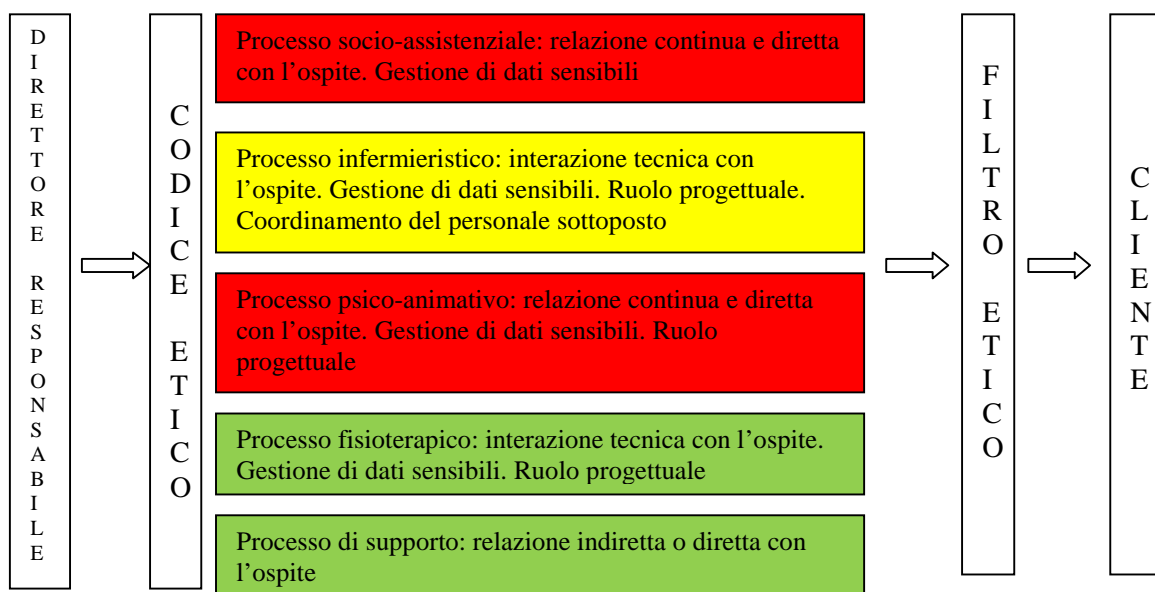 DIRETTORE RESPONSABILE
CODICE ETICO
Processo socio-assistenziale: relazione continua e diretta
con l’ospite. Gestione di dati sensibili
Processo infermieristico: interazione tecnica con
l’ospite. Gestione di dati sensibili. Ruolo progettuale.
Coordinamento del personale sottoposto
Processo psico-animativo: relazione continua e diretta
con l’ospite. Gestione di dati sensibili. Ruolo
progettuale
Processo fisioterapico: interazione tecnica con l’ospite.
Gestione di dati sensibili. Ruolo progettuale
Processo di supporto: relazione indiretta o diretta con
l’ospite
FILTRO ETICO
CLIENTE